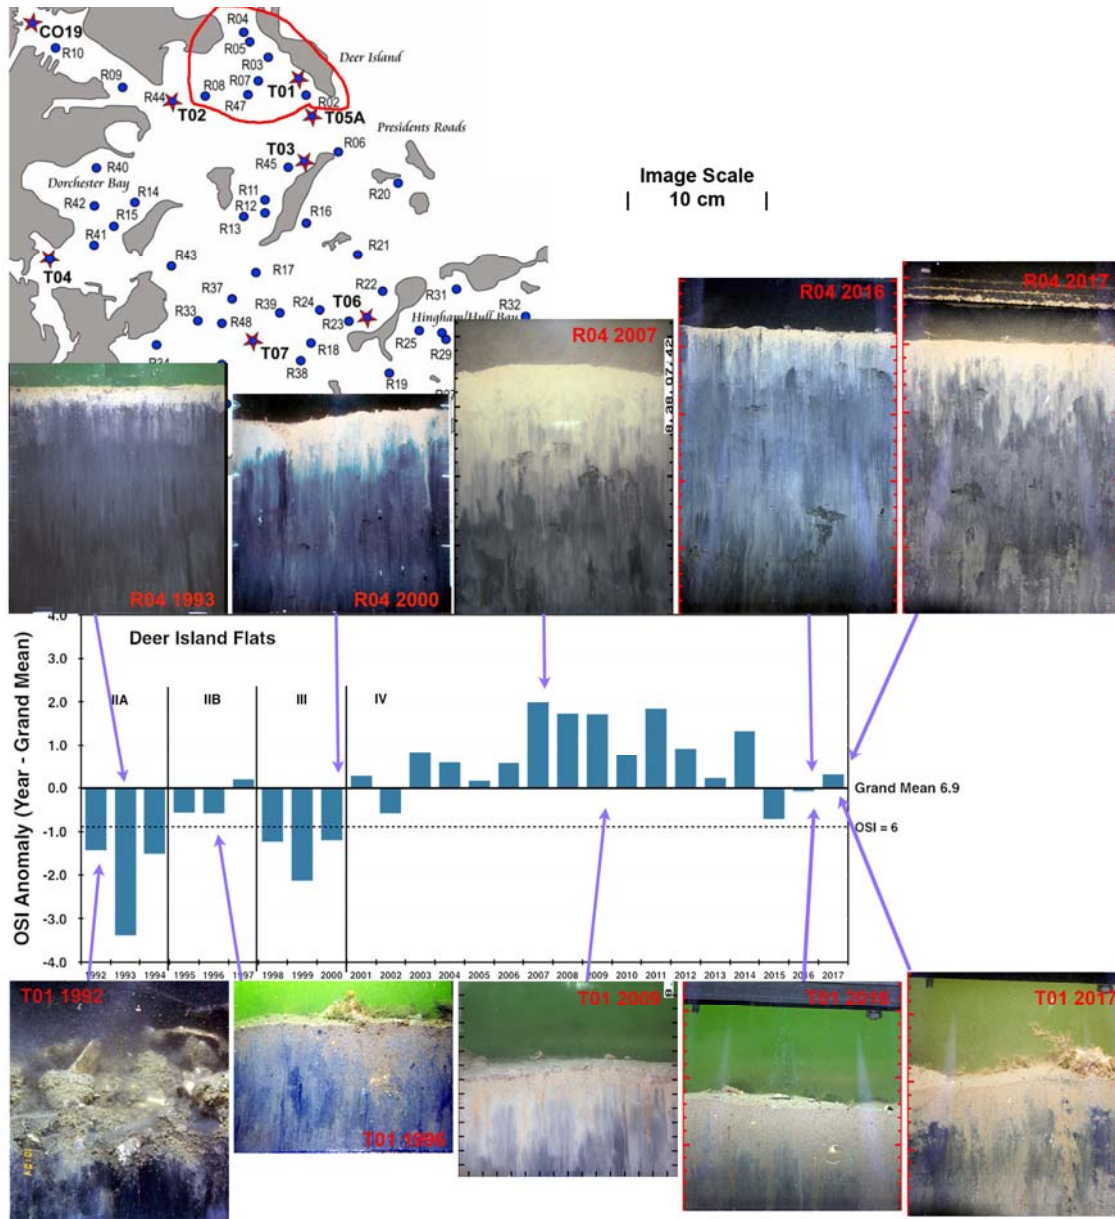 CO19
R10
R04
R05
R03
Deer Island
R09
R44
R08
R07
T01
R02
T02
R47
T05A
Presidents Roads
T03
R06
R45
R40
R20
Dorchester Bay
R42
R14
R11
R12
R15
R13
R16
R41
R21
T04
R43
R17
R22
R31
R37
R39
R24
T06
R32
R33
R48
R23
Hingham/Hull Bay
R25
R29
T07
R18
R38
R19
Image Scale
10 cm
R04 1993
R04 2000
R04 2007
R04 2016
R04 2017
OSI Anomaly (Year - Grand Mean)
Deer Island Flats
IIA
IIB
III
IV
4.0
3.0
2.0
1.0
0.0
-1.0
-2.0
-3.0
-4.0
Grand Mean 6.9
OSI = 6
1992 1993 1994 1995 1996 1997 1998 1999 2000 2001 2002 2003 2004 2005 2006 2007 2008 2009 2010 2011 2012 2013 2014 2015 2016 2017
T01 1992
T01 1996
T01 2009
T01 2016
T01 2017